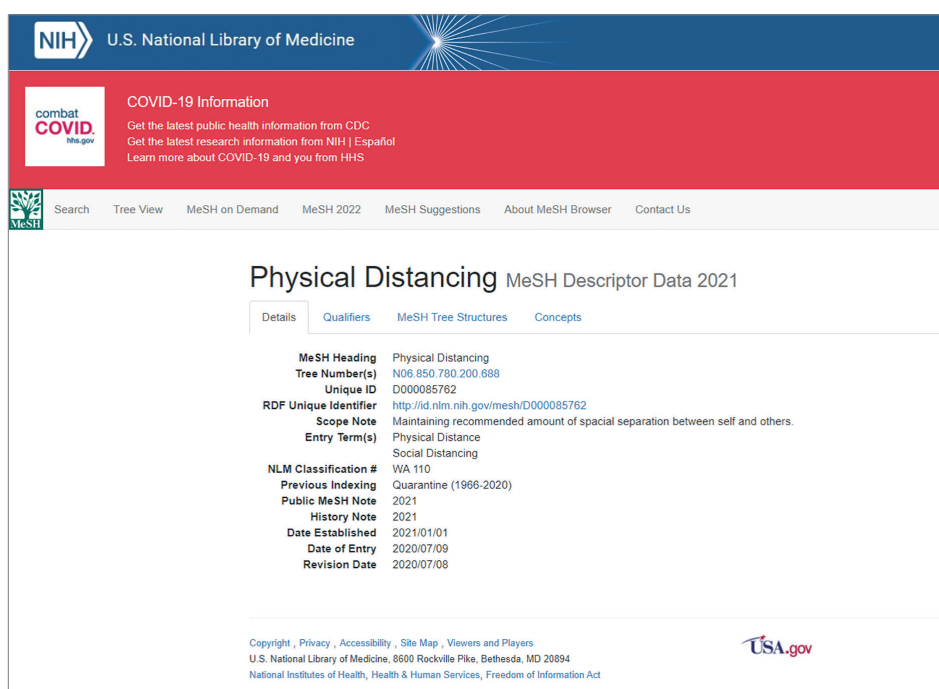 NIH U.S. National Library of Medicine
combat
COVID.
hhs.gov
COVID-19 Information
Get the latest public health information from CDC
Get the latest research information from NIH | Español
Learn more about COVID-19 and you from HHS
MeSH
Search Tree View MeSH on Demand MeSH 2022 MeSH Suggestions About MeSH Browser Contact Us
Physical Distancing MeSH Descriptor Data 2021
Details Qualifiers MeSH Tree Structures Concepts
MeSH Heading Physical Distancing
Tree Number(s) N06.850.780.200.688
Unique ID D000085762
RDF Unique Identifier http://id.nlm.nih.gov/mesh/D000085762
Scope Note Maintaining recommended amount of spacial separation between self and others.
Entry Term(s) Physical Distance
Social Distancing
NLM Classification # WA 110
Previous Indexing Quarantine (1966-2020)
Public MeSH Note 2021
History Note 2021
Date Established 2021/01/01
Date of Entry 2020/07/09
Revision Date 2020/07/08
Copyright , Privacy , Accessibility , Site Map , Viewers and Players
U.S. National Library of Medicine, 8600 Rockville Pike, Bethesda, MD 20894
National Institutes of Health, Health & Human Services, Freedom of Information Act
USA.gov